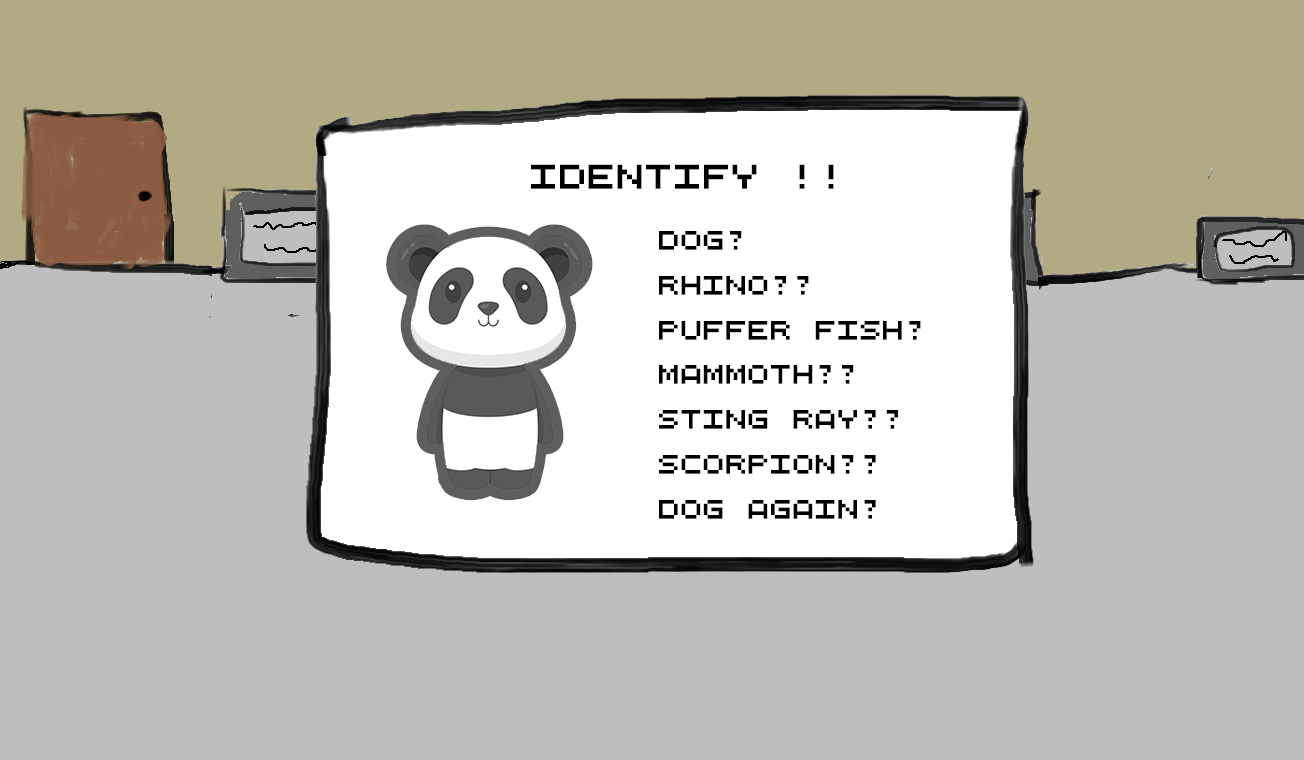 IDENTIFY !!
DOG?
RHINO??
PUFFER FISH?
MAMMOTH??
STING RAY??
SCORPION??
DOG AGAIN?